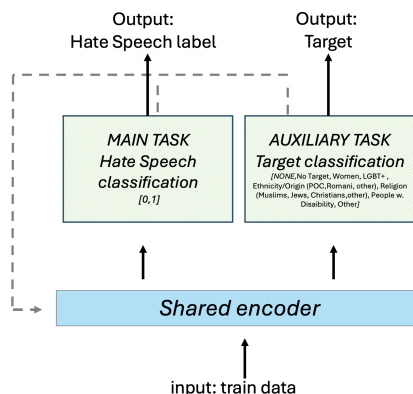 Output:
Hate Speech label
Output:
Target
MAIN TASK
Hate Speech
classification
[0,1]
AUXILIARY TASK
Target classification
[NONE,No Target, Women, LGBT+ ,
Ethnicity/Origin (POC,Romani, other), Religion
(Muslims, Jews, Christians,other), People w.
Disaibility, Other]
Shared encoder
input: train data